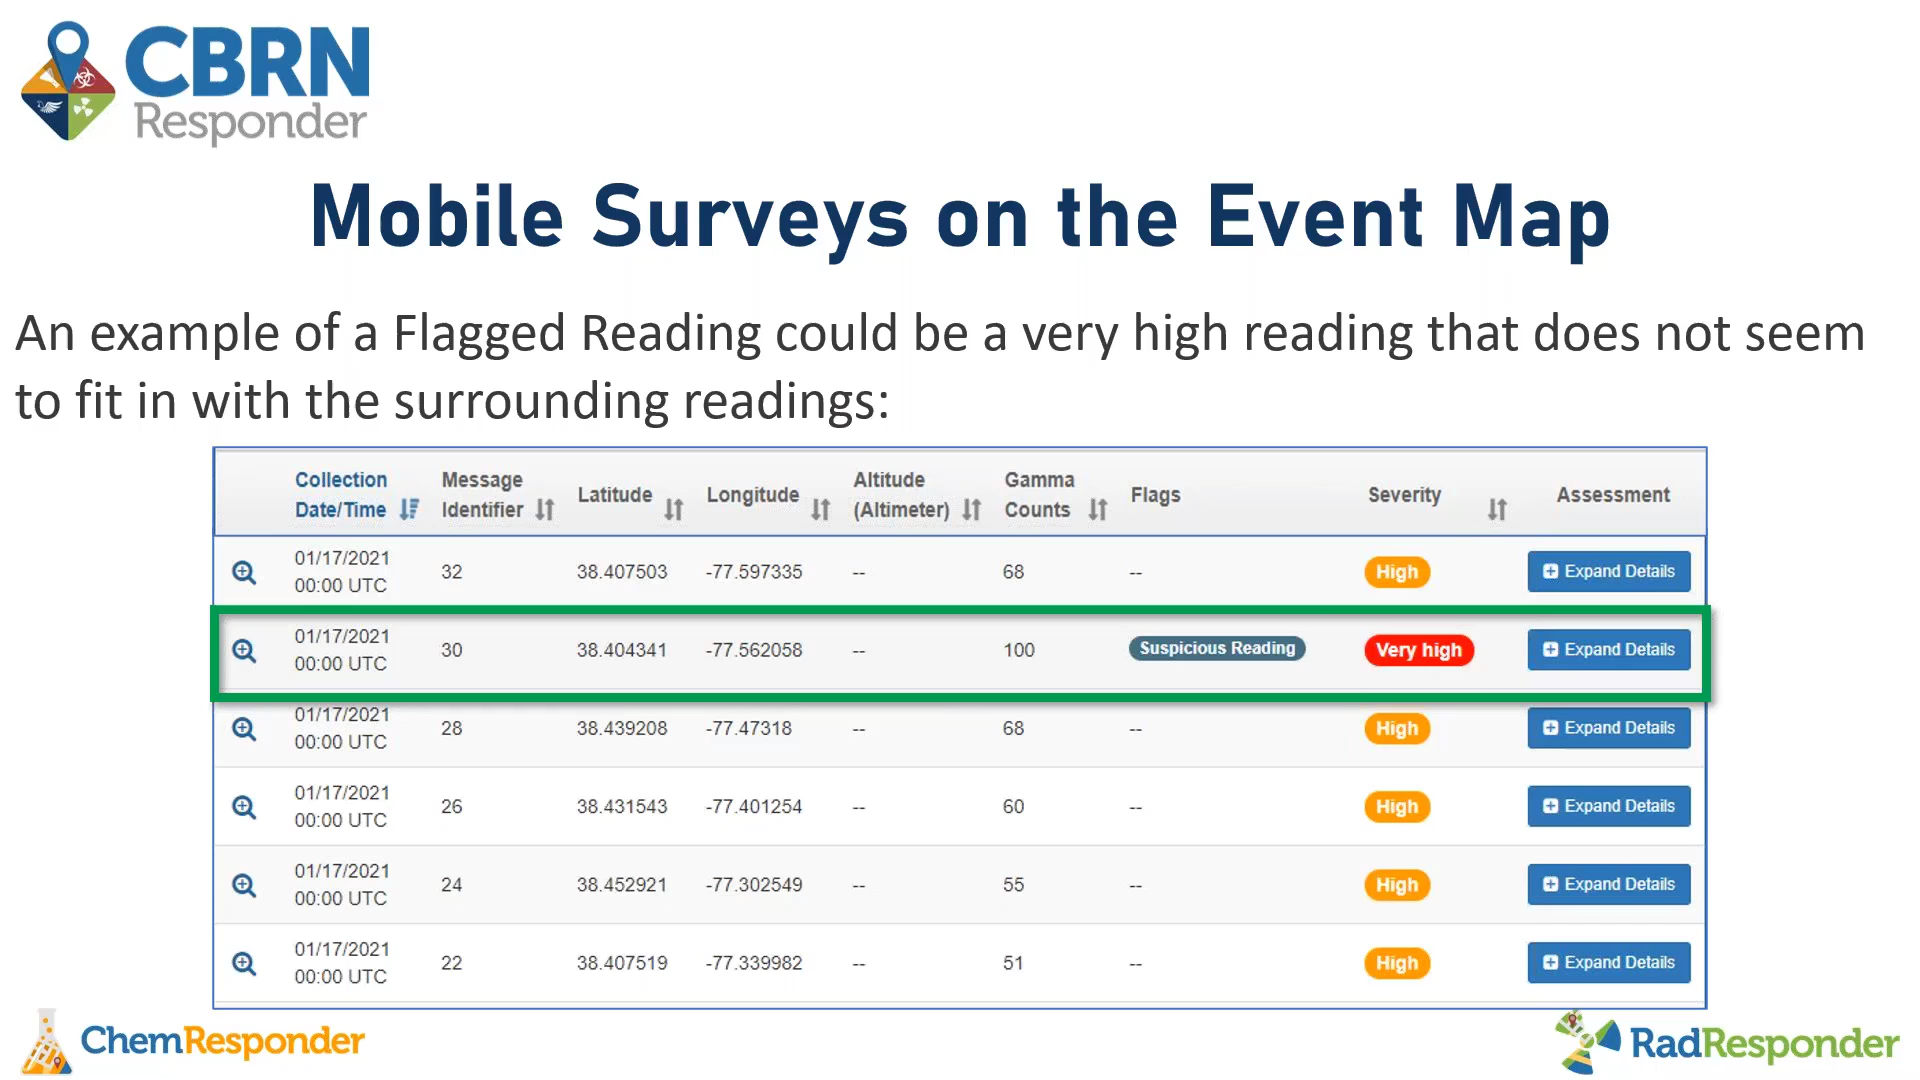 CBRN
Responder
Mobile Surveys on the Event Map
An example of a Flagged Reading could be a very high reading that does not seem
to fit in with the surrounding readings:
Collection Date/Time Message Identifier Latitude Longitude Altitude (Altimeter) Gamma Counts Flags Severity Assessment
01/17/2021 00:00 UTC 32 38.407503 -77.597335 -- 68 -- High Expand Details
01/17/2021 00:00 UTC 30 38.404341 -77.562058 -- 100 Suspicious Reading Very high Expand Details
01/17/2021 00:00 UTC 28 38.439208 -77.47318 -- 68 -- High Expand Details
01/17/2021 00:00 UTC 26 38.431543 -77.401254 -- 60 -- High Expand Details
01/17/2021 00:00 UTC 24 38.452921 -77.302549 -- 55 -- High Expand Details
01/17/2021 00:00 UTC 22 38.407519 -77.339982 -- 51 -- High Expand Details
ChemResponder
RadResponder